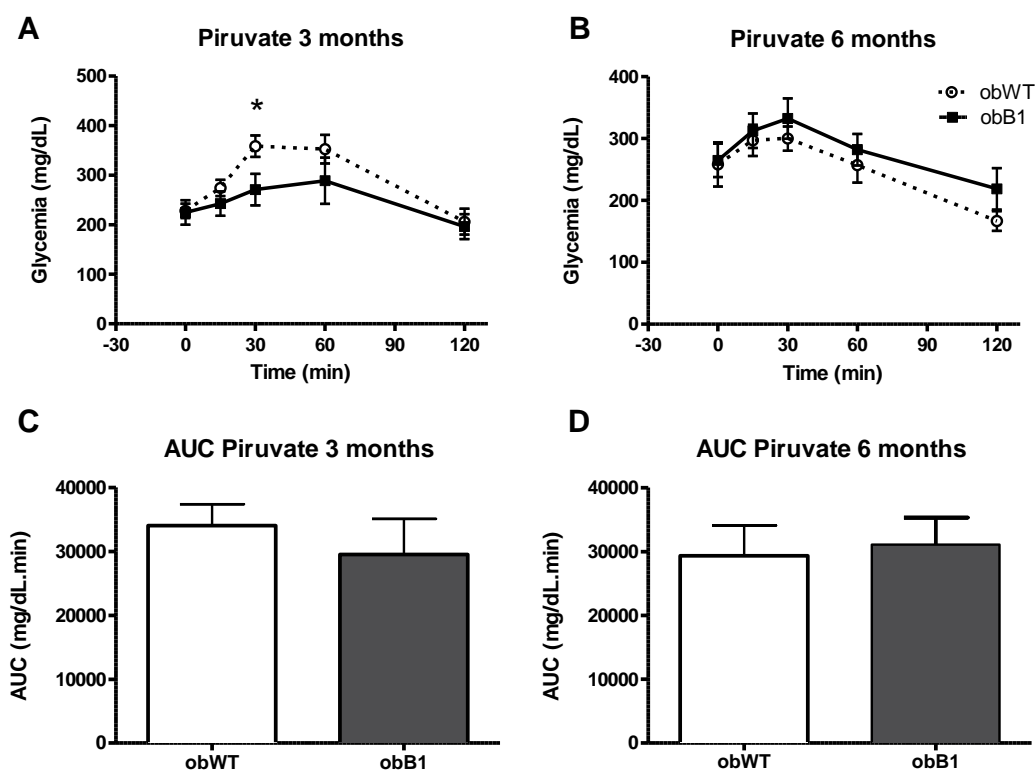 A
Piruvate 3 months
500
400
300
200
100
0
*
Glycemia (mg/dL)
-30 0 30 60 90 120
Time (min)
B
Piruvate 6 months
400
300
200
100
0
Glycemia (mg/dL)
obWT
obB1
-30 0 30 60 90 120
Time (min)
C
AUC Piruvate 3 months
40000
30000
20000
10000
0
AUC (mg/dL.min)
obWT obB1
D
AUC Piruvate 6 months
40000
30000
20000
10000
0
AUC (mg/dL.min)
obWT obB1